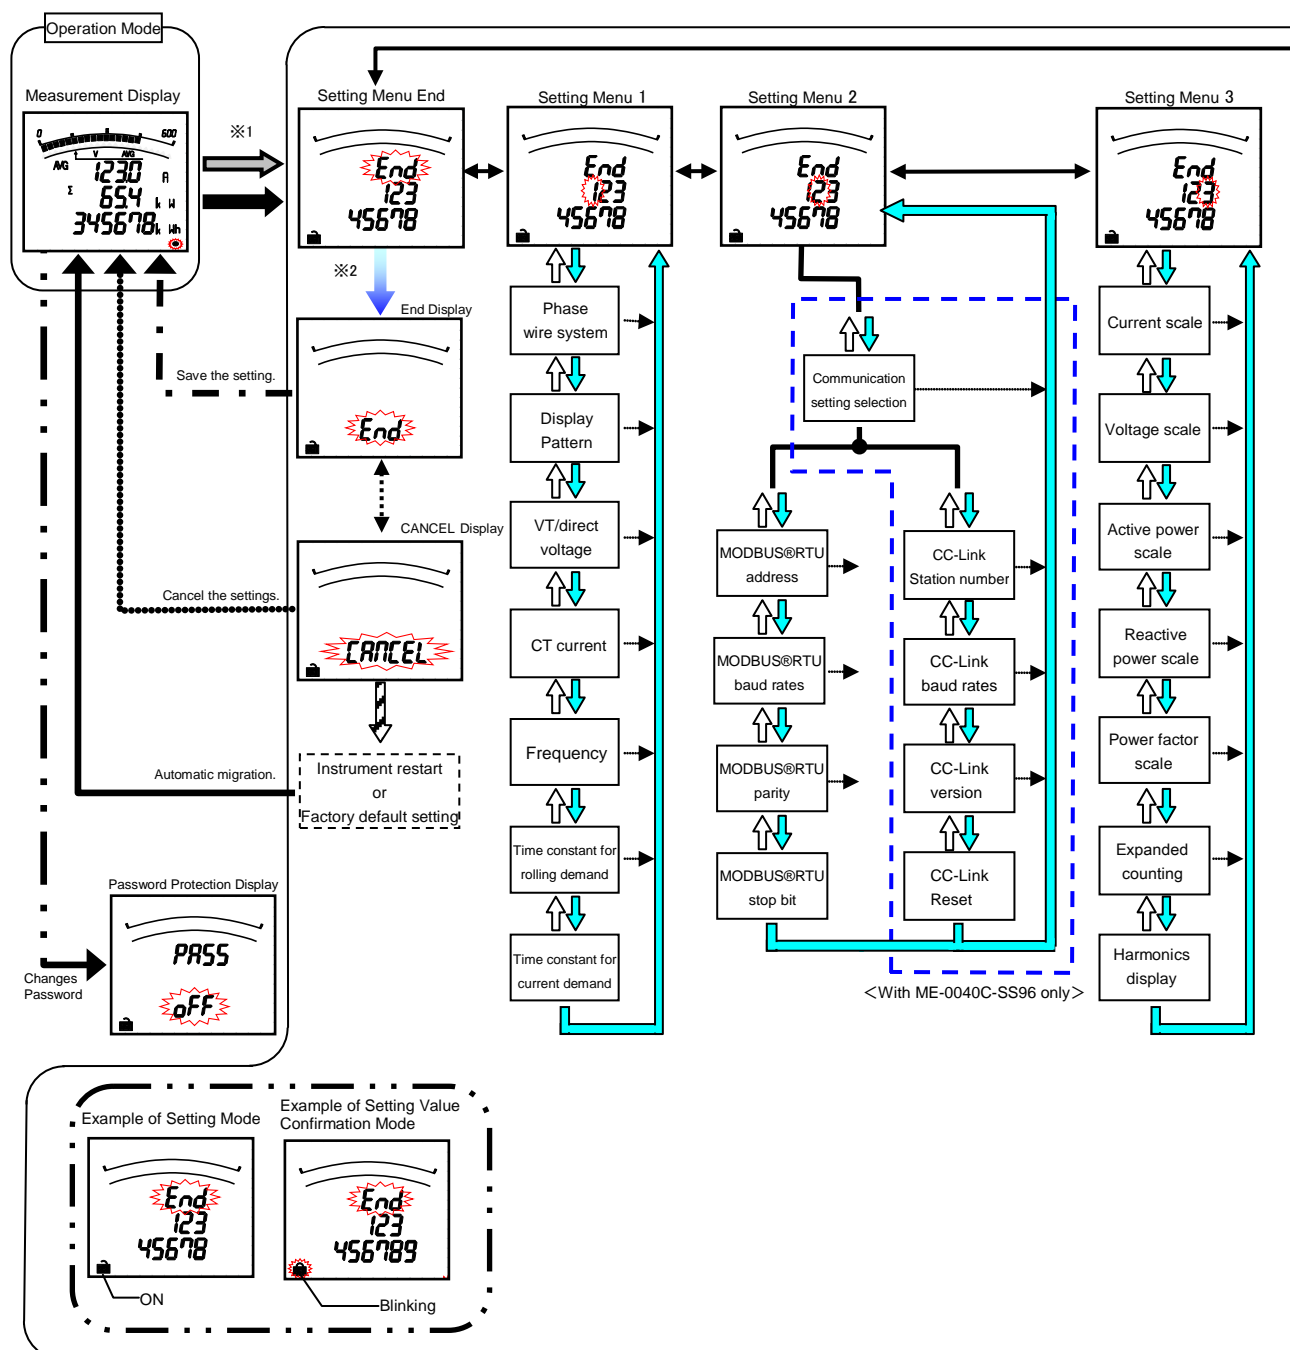 Operation Mode
Measurement Display
0 600
V AVG
AVG 123.0 A
Σ 65.4 k W
345678 k Wh
※1
Setting Menu End
End
123
45678
Setting Menu 1
End
123
45678
Setting Menu 2
End
123
45678
Setting Menu 3
End
123
45678
※2
End Display
End
Save the setting.
CANCEL Display
CANCEL
Cancel the settings.
Automatic migration.
Instrument restart
or
Factory default setting
Password Protection Display
PASS
oFF
Changes
Password
Phase
wire system
Display
Pattern
VT/direct
voltage
CT current
Frequency
Time constant for
rolling demand
Time constant for
current demand
Communication
setting selection
MODBUS®RTU
address
MODBUS®RTU
baud rates
MODBUS®RTU
parity
MODBUS®RTU
stop bit
CC-Link
Station number
CC-Link
baud rates
CC-Link
version
CC-Link
Reset
＜With ME-0040C-SS96 only＞
Current scale
Voltage scale
Active power
scale
Reactive
power scale
Power factor
scale
Expanded
counting
Harmonics
display
Example of Setting Mode
End
123
45678
ON
Example of Setting Value
Confirmation Mode
End
123
456789
Blinking